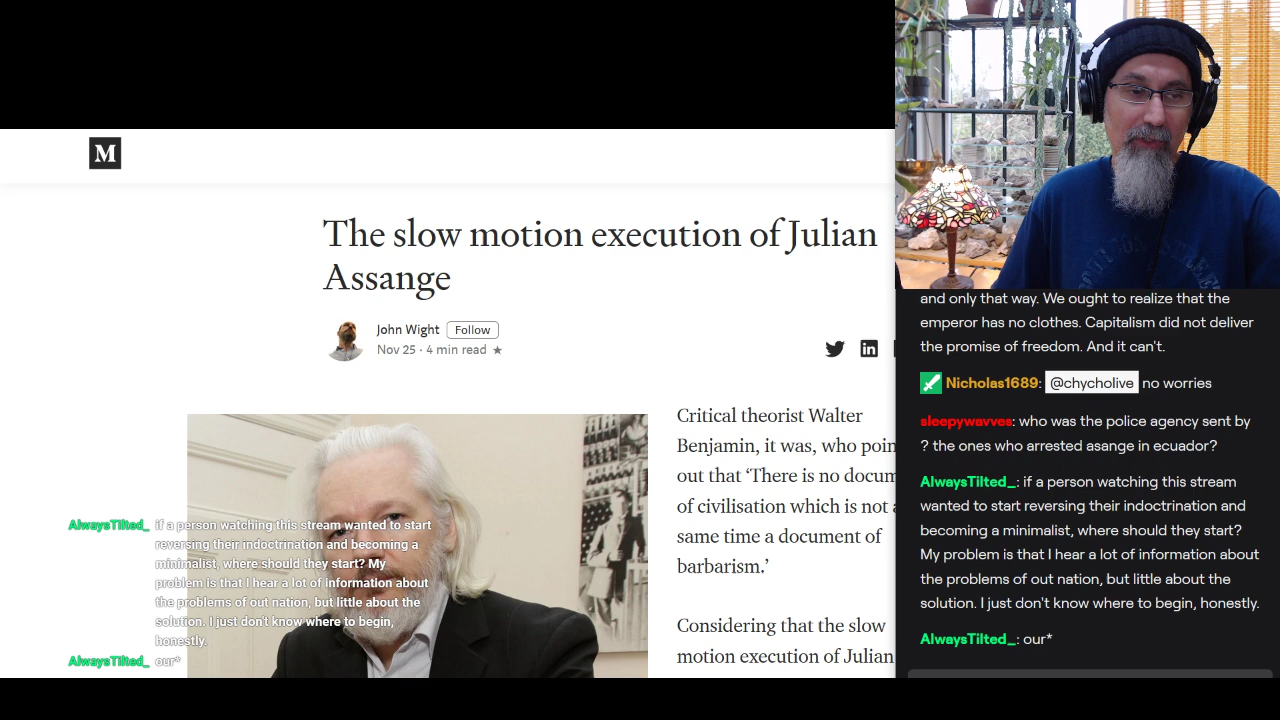 M
The slow motion execution of Julian
Assange
John Wight Follow
Nov 25 · 4 min read ★
Critical theorist Walter
Benjamin, it was, who poin
out that ‘There is no docum
of civilisation which is not a
same time a document of
barbarism.’
Considering that the slow
motion execution of Julian
AlwaysTilted_ if a person watching this stream wanted to start
reversing their indoctrination and becoming a
minimalist, where should they start? My
problem is that I hear a lot of information about
the problems of out nation, but little about the
solution. I just don't know where to begin,
honestly.
AlwaysTilted_ our*
and only that way. We ought to realize that the
emperor has no clothes. Capitalism did not deliver
the promise of freedom. And it can't.
Nicholas1689: @chycholive no worries
sleepywavves: who was the police agency sent by
? the ones who arrested asange in ecuador?
AlwaysTilted_: if a person watching this stream
wanted to start reversing their indoctrination and
becoming a minimalist, where should they start?
My problem is that I hear a lot of information about
the problems of out nation, but little about the
solution. I just don't know where to begin, honestly.
AlwaysTilted_: our*